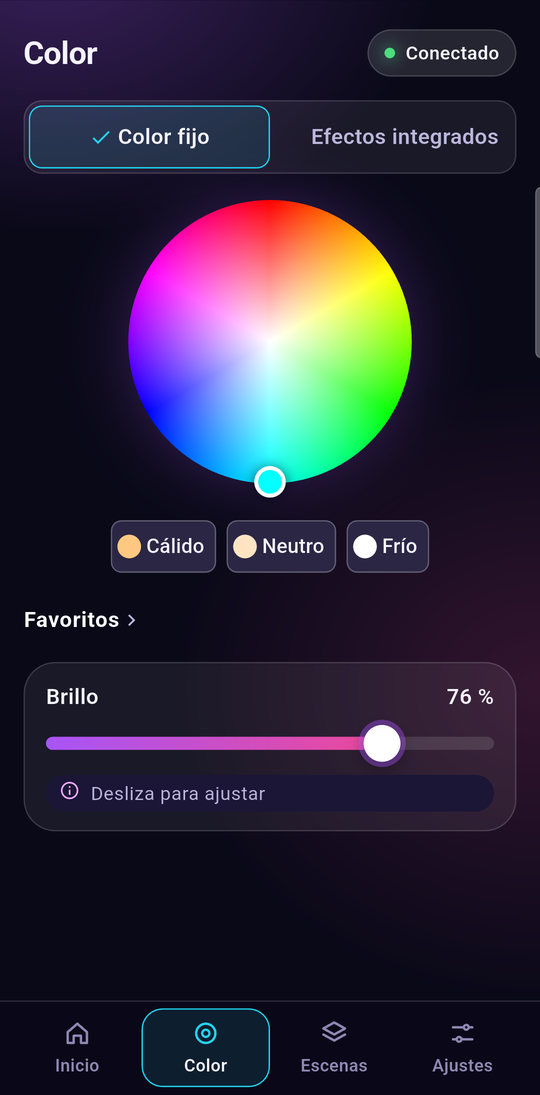 Color
Conectado
Color fijo
Efectos integrados
Cálido
Neutro
Frío
Favoritos
Brillo
76 %
Desliza para ajustar
Inicio
Color
Escenas
Ajustes